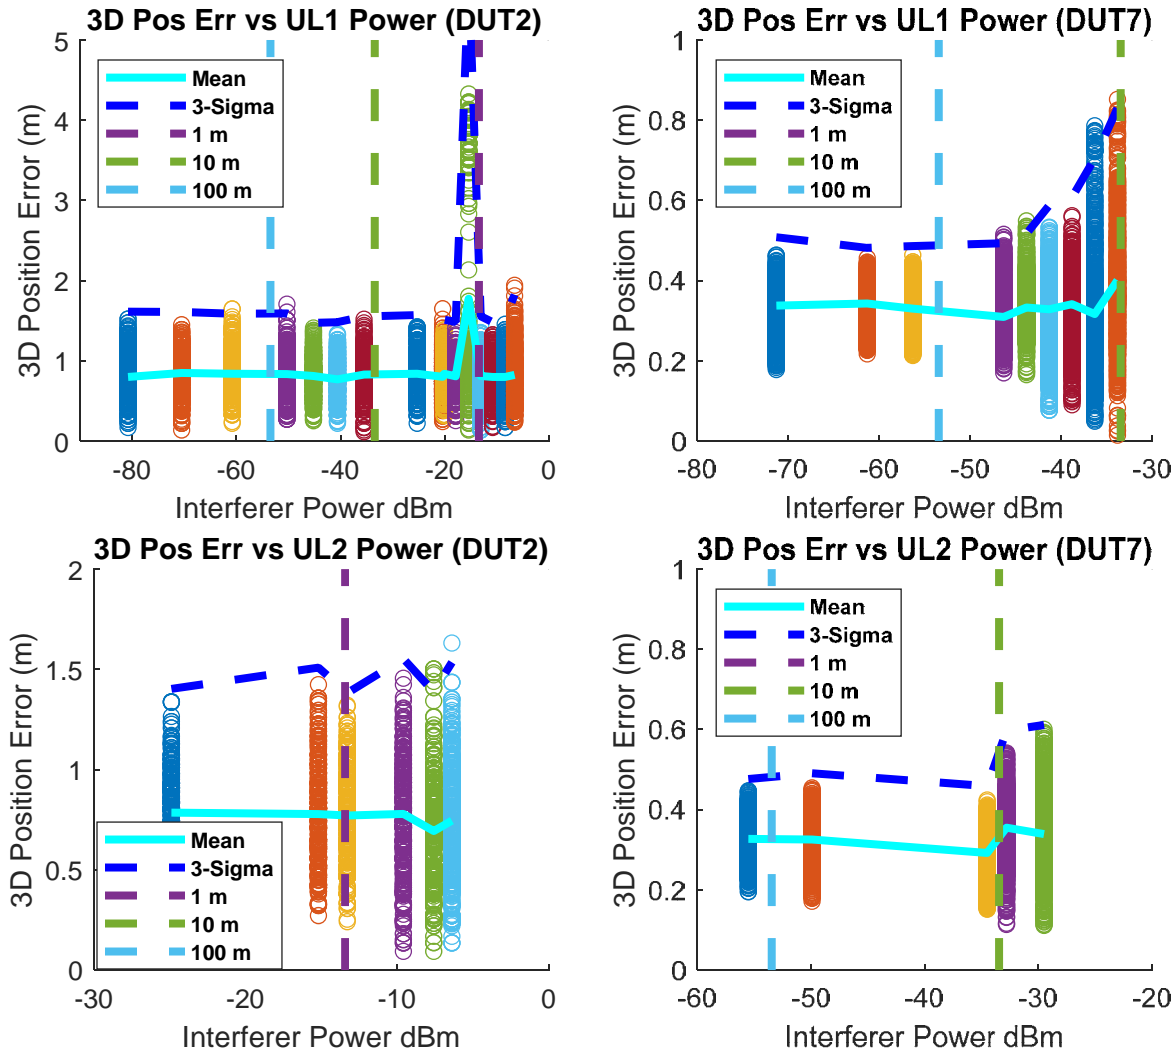 3D Pos Err vs UL1 Power (DUT2)
3D Position Error (m)
5
4
3
2
1
0
Mean
3-Sigma
1 m
10 m
100 m
-80
-60
-40
-20
0
Interferer Power dBm
3D Pos Err vs UL1 Power (DUT7)
3D Position Error (m)
1
0.8
0.6
0.4
0.2
0
Mean
3-Sigma
1 m
10 m
100 m
-80
-70
-60
-50
-40
-30
Interferer Power dBm
3D Pos Err vs UL2 Power (DUT2)
3D Position Error (m)
2
1.5
1
0.5
0
Mean
3-Sigma
1 m
10 m
100 m
-30
-20
-10
0
Interferer Power dBm
3D Pos Err vs UL2 Power (DUT7)
3D Position Error (m)
1
0.8
0.6
0.4
0.2
0
Mean
3-Sigma
1 m
10 m
100 m
-60
-50
-40
-30
-20
Interferer Power dBm